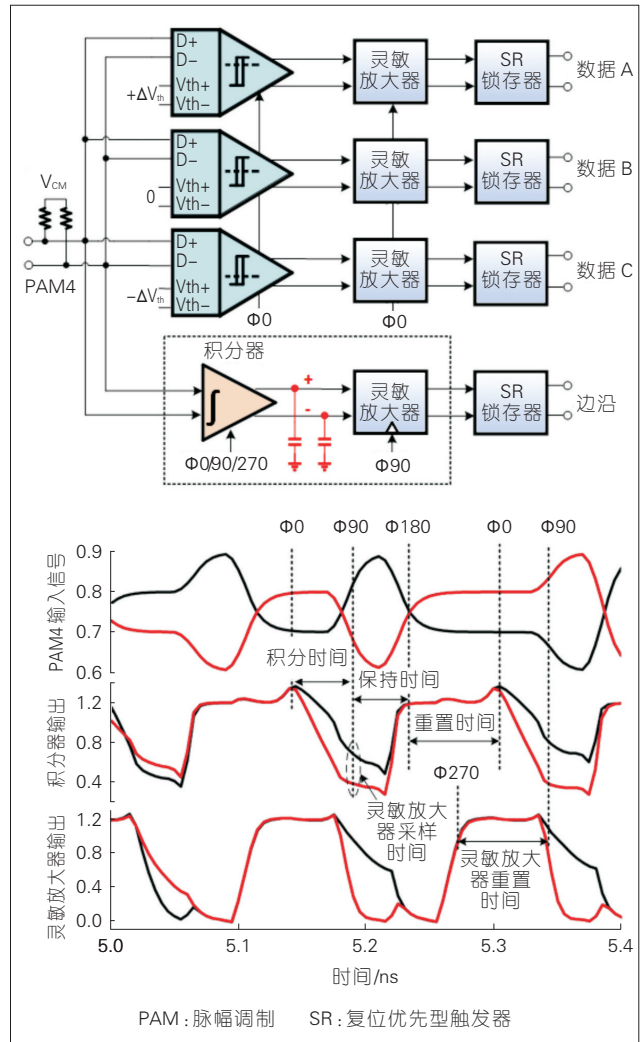 D+
D−
Vth+
Vth−
+ΔVth
灵敏
放大器
SR
锁存器
数据 A
D+
D−
Vth+
Vth−
0
灵敏
放大器
SR
锁存器
数据 B
VCM
D+
D−
Vth+
Vth−
−ΔVth
PAM4
灵敏
放大器
SR
锁存器
数据 C
Φ0
Φ0
积分器
∫
+
-
Φ0/90/270
灵敏
放大器
Φ90
SR
锁存器
边沿
Φ0
Φ90
Φ180
Φ0
Φ90
PAM4 输入信号
0.9
0.8
0.7
0.6
积分时间
保持时间
重置时间
积分器输出
1.2
0.8
0.4
Φ270
灵敏放大
器采样
时间
灵敏放大
器重置
时间
灵敏放大器输出
1.2
0.8
0.4
0.0
5.0
5.1
5.2
5.3
5.4
时间/ns
PAM：脉幅调制 SR：复位优先型触发器